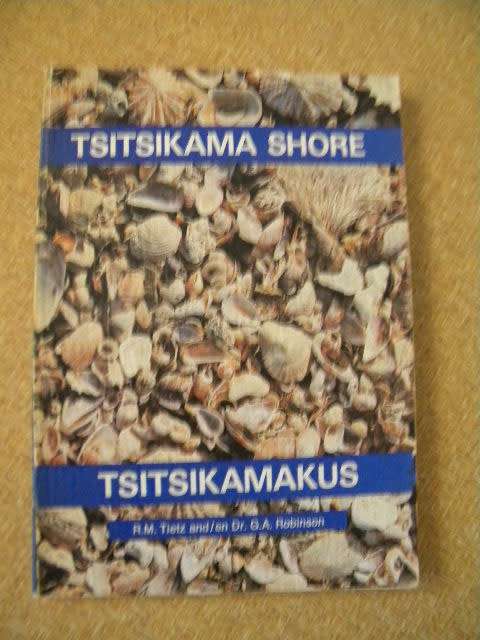 TSITSIKAMA SHORE
TSITSIKAMAKUS
R.M. Tietz and/en Dr. G.A. Robinson